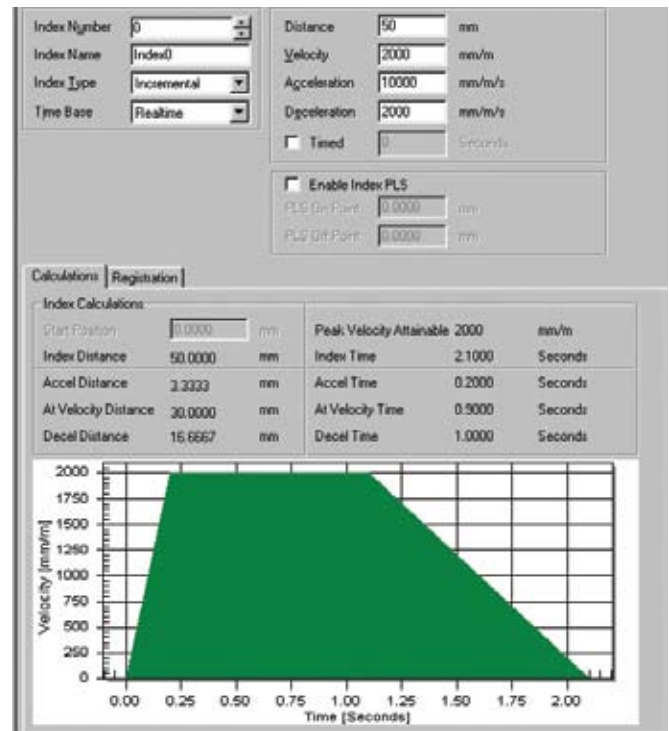 Index Number 0
Index Name Index0
Index Type Incremental
Time Base Realtime
Distance 50 mm
Velocity 2000 mm/m
Acceleration 10000 mm/m/s
Deceleration 2000 mm/m/s
Timed 0 Seconds
Enable Index PLS
PLS On Point 0.0000 mm
PLS Off Point 0.0000 mm
Calculations Registration
Index Calculations
Start Position 0.0000 mm
Index Distance 50.0000 mm
Accel Distance 3.3333 mm
At Velocity Distance 30.0000 mm
Decel Distance 16.6667 mm
Peak Velocity Attainable 2000 mm/m
Index Time 2.1000 Seconds
Accel Time 0.2000 Seconds
At Velocity Time 0.9000 Seconds
Decel Time 1.0000 Seconds
Velocity [mm/m]
2000
1750
1500
1250
1000
750
500
250
0
0.00 0.25 0.50 0.75 1.00 1.25 1.50 1.75 2.00
Time [Seconds]